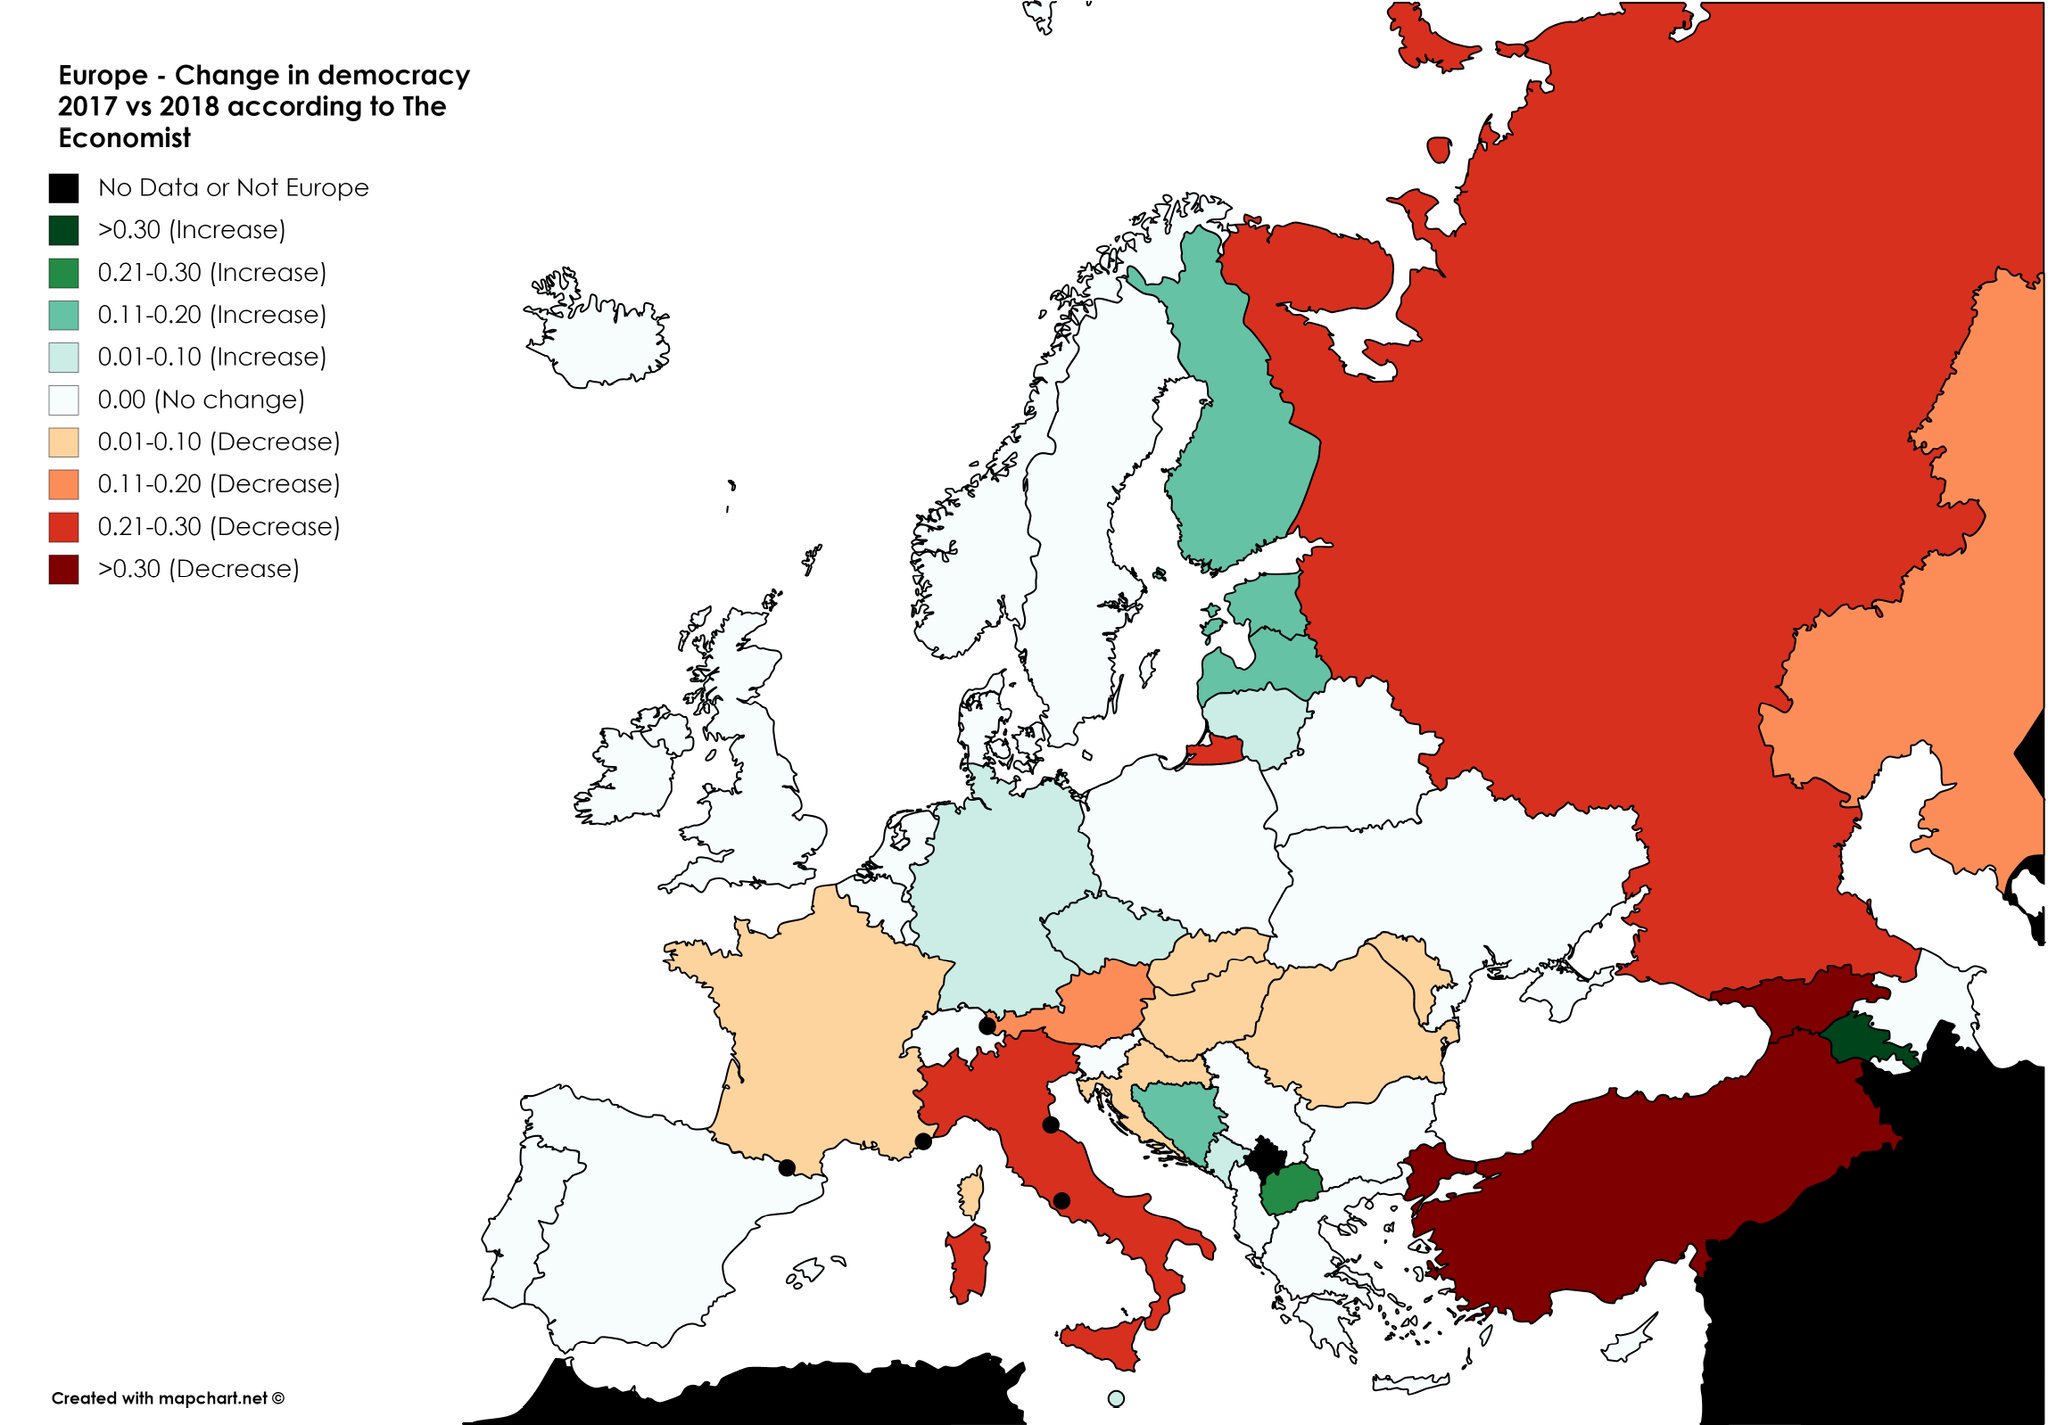 Europe - Change in democracy
2017 vs 2018 according to The
Economist
No Data or Not Europe
>0.30 (Increase)
0.21-0.30 (Increase)
0.11-0.20 (Increase)
0.01-0.10 (Increase)
0.00 (No change)
0.01-0.10 (Decrease)
0.11-0.20 (Decrease)
0.21-0.30 (Decrease)
>0.30 (Decrease)
Created with mapchart.net ©